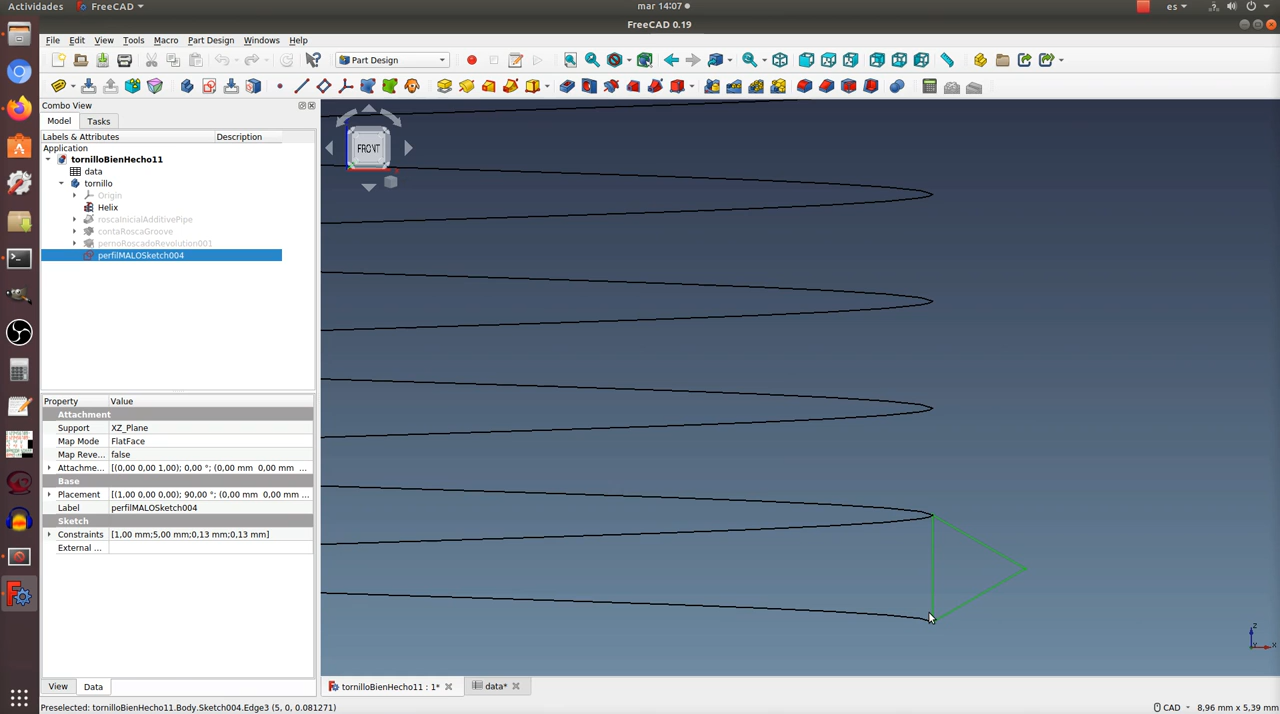 Actividades FreeCAD mar 14:07 es
FreeCAD 0.19
File Edit View Tools Macro Part Design Windows Help
Part Design
Combo View
Model Tasks
Labels & Attributes Description
Application
tornilloBienHecho11
data
tornillo
Origin
Helix
roscaInicialAdditivePipe
contaRoscaGroove
pernoRoscadoRevolution001
perfilMALOSketch004
FRONT
Property Value
Attachment
Support XZ_Plane
Map Mode FlatFace
Map Reve... false
Attachme... [(0,00 0,00 1,00); 0,00 °; (0,00 mm 0,00 mm ...
Base
Placement [(1,00 0,00 0,00); 90,00 °; (0,00 mm 0,00 mm ...
Label perfilMALOSketch004
Sketch
Constraints [1,00 mm;5,00 mm;0,13 mm;0,13 mm]
External ...
Z
X
View Data
tornilloBienHecho11 : 1* data*
Preselected: tornilloBienHecho11.Body.Sketch004.Edge3 (5, 0, 0.081271) CAD 8,96 mm x 5,39 mm